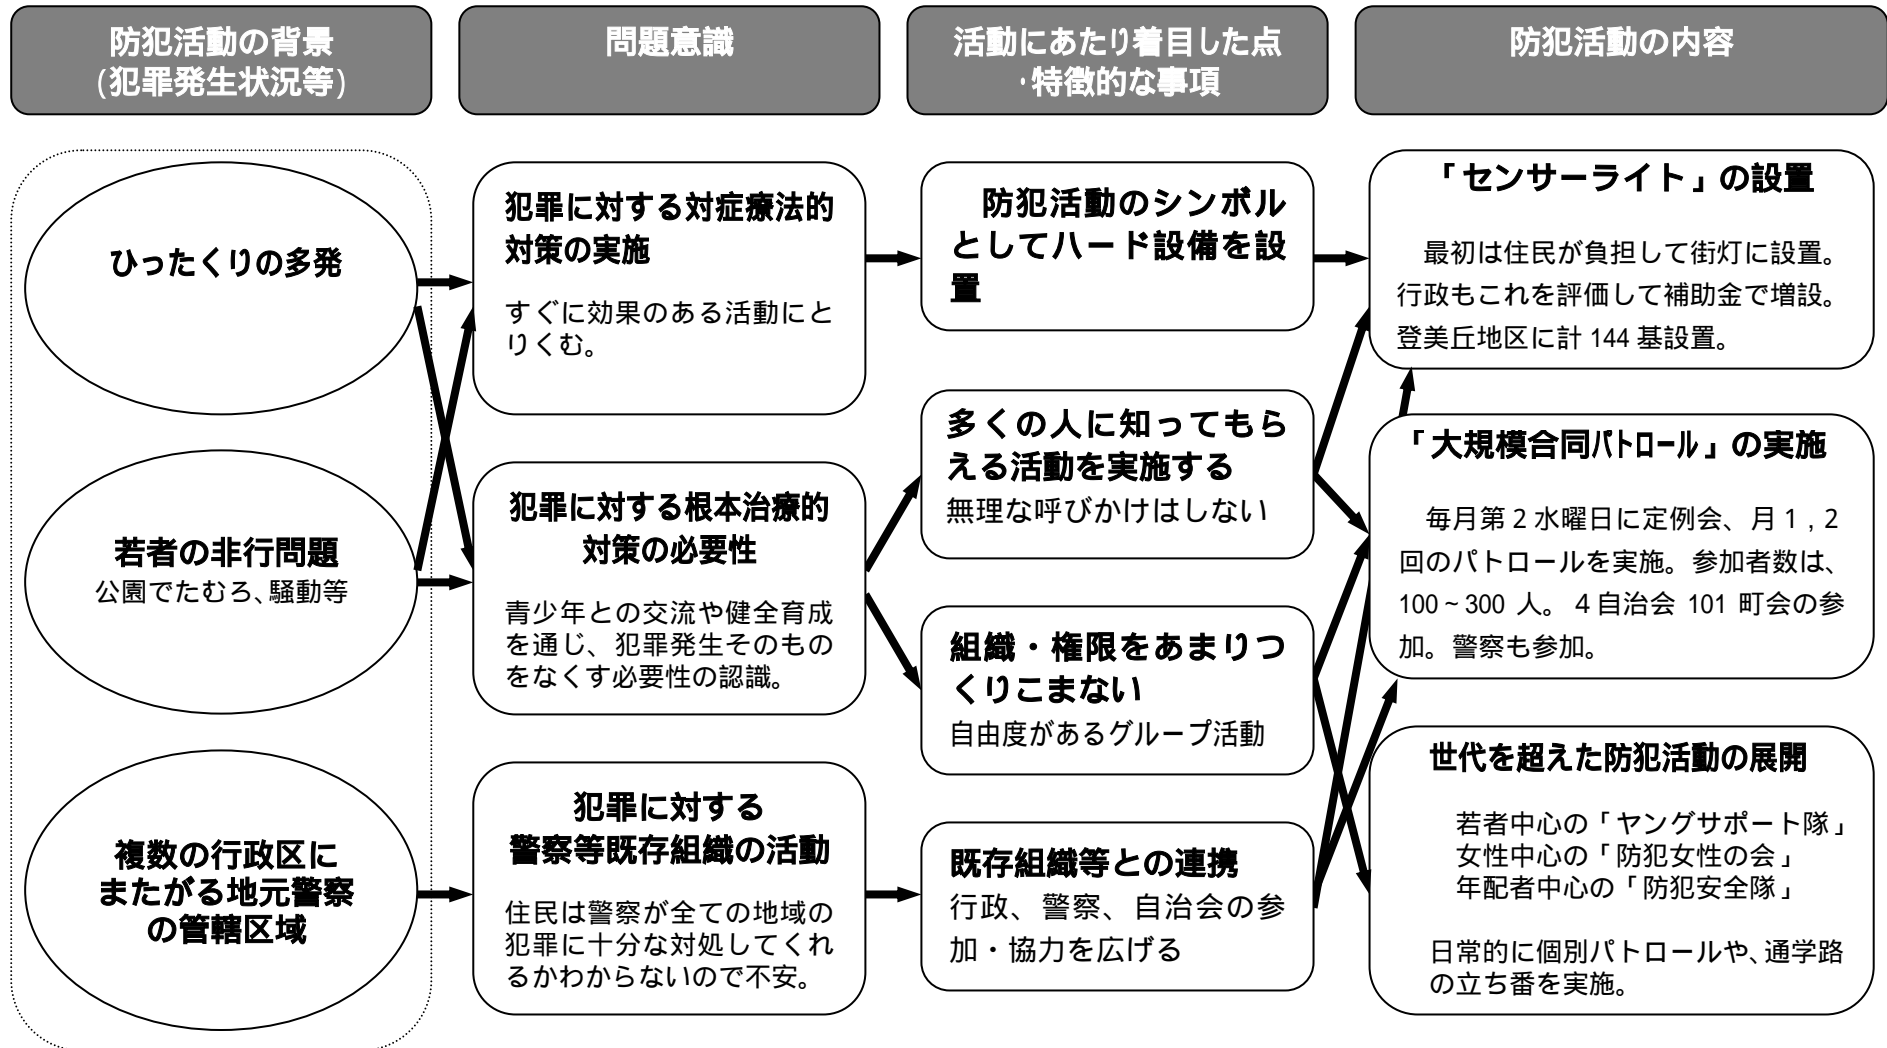 防犯活動の背景
(犯罪発生状況等)
問題意識
活動にあたり着目した点
・特徴的な事項
防犯活動の内容
ひったくりの多発
若者の非行問題
公園でたむろ、騒動等
複数の行政区に
またがる地元警察
の管轄区域
犯罪に対する対症療法的
対策の実施
すぐに効果のある活動にと
りくむ。
犯罪に対する根本治療的
対策の必要性
青少年との交流や健全育成
を通じ、犯罪発生そのもの
をなくす必要性の認識。
犯罪に対する
警察等既存組織の活動
住民は警察が全ての地域の
犯罪に十分な対処してくれ
るかわからないので不安。
防犯活動のシンボル
としてハード設備を設
置
多くの人に知ってもら
える活動を実施する
無理な呼びかけはしない
組織・権限をあまりつ
くりこまない
自由度があるグループ活動
既存組織等との連携
行政、警察、自治会の参
加・協力を広げる
「センサーライト」の設置
最初は住民が負担して街灯に設置。
行政もこれを評価して補助金で増設。
登美丘地区に計 144 基設置。
「大規模合同パトロール」の実施
毎月第2水曜日に定例会、月1,2
回のパトロールを実施。参加者数は、
100~300 人。4自治会 101 町会の参
加。警察も参加。
世代を超えた防犯活動の展開
若者中心の「ヤングサポート隊」
女性中心の「防犯女性の会」
年配者中心の「防犯安全隊」
日常的に個別パトロールや、通学路
の立ち番を実施。